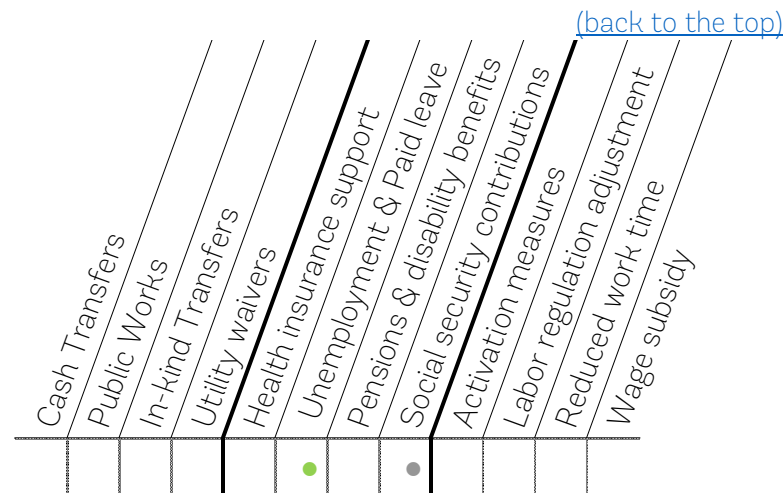 (back to the top)
Cash Transfers
Public Works
In-kind Transfers
Utility waivers
Health insurance support
Unemployment & Paid leave
Pensions & disability benefits
Social security contributions
Activation measures
Labor regulation adjustment
Reduced work time
Wage subsidy